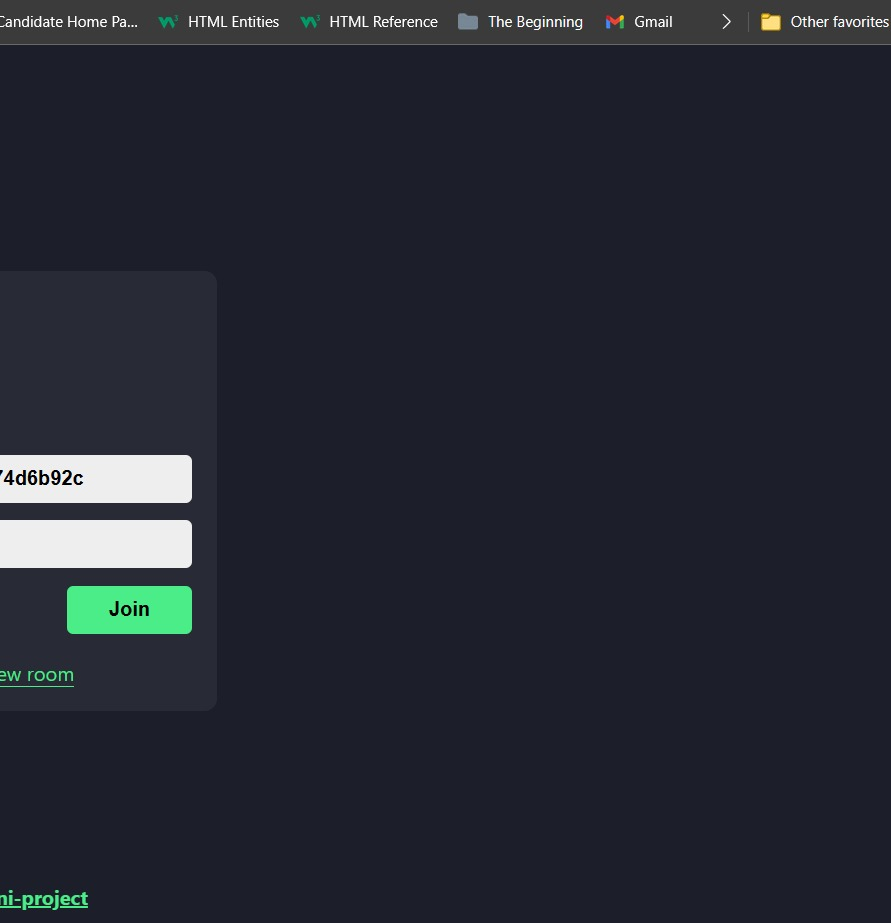 Candidate Home Pa... HTML Entities HTML Reference The Beginning Gmail Other favorites
74d6b92c
Join
ew room
ni-project